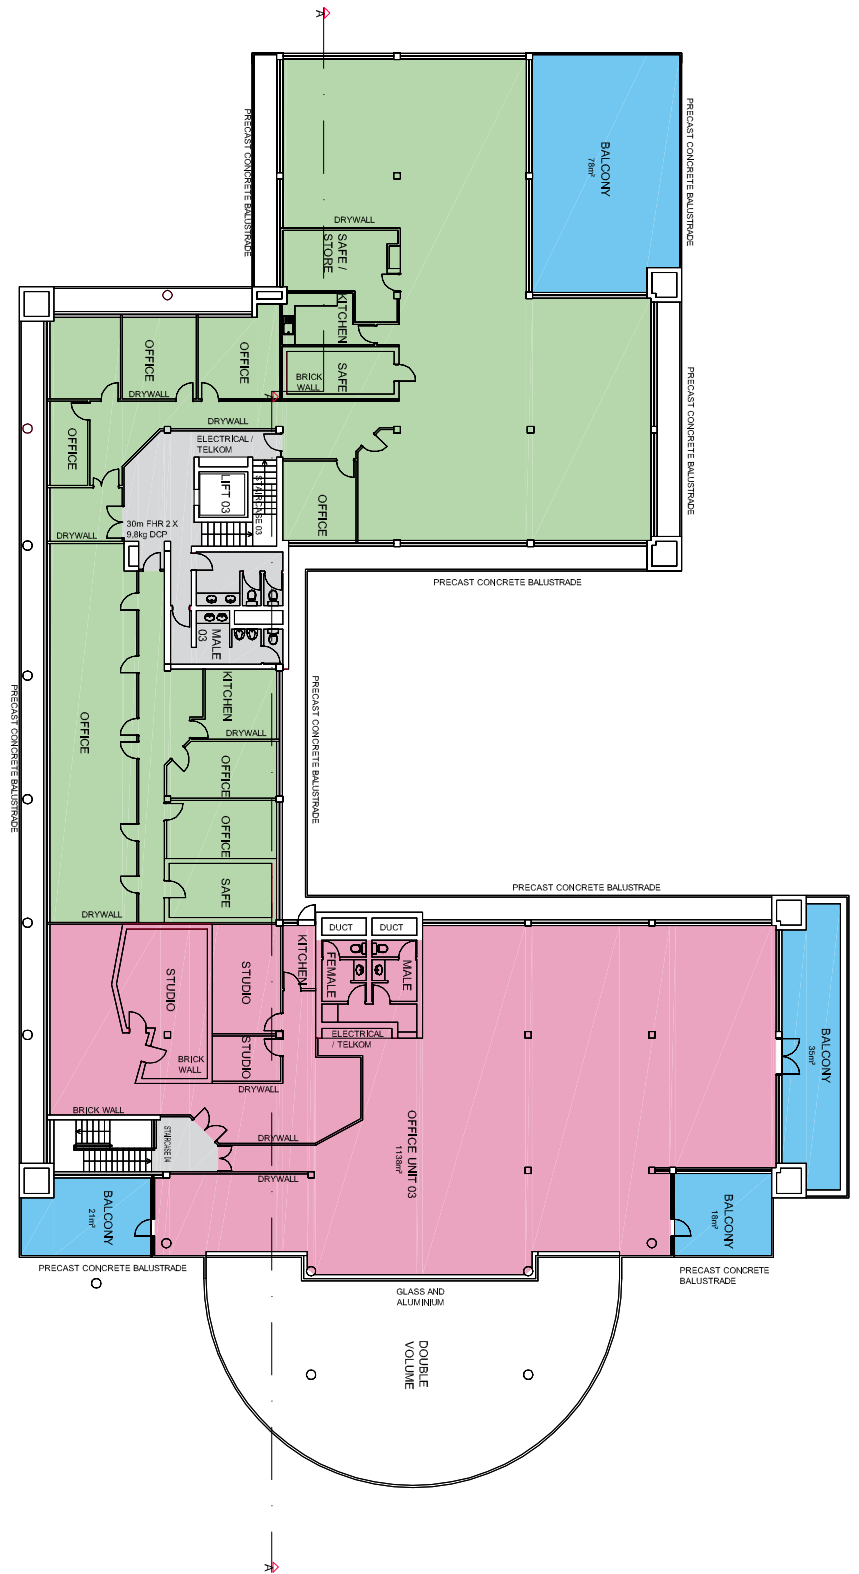 A
PRECAST CONCRETE BALUSTRADE
BALCONY
78m²
PRECAST CONCRETE BALUSTRADE
DRYWALL
SAFE /
STORE
KITCHEN
OFFICE
OFFICE
SAFE
BRICK
WALL
DRYWALL
PRECAST CONCRETE BALUSTRADE
DRYWALL
OFFICE
ELECTRICAL /
TELKOM
LIFT 03
STAIRCASE 03
OFFICE
30m FHR 2 X
9,8kg DCP
DRYWALL
PRECAST CONCRETE BALUSTRADE
MALE
03
KITCHEN
DRYWALL
PRECAST CONCRETE BALUSTRADE
PRECAST CONCRETE BALUSTRADE
OFFICE
OFFICE
OFFICE
SAFE
PRECAST CONCRETE BALUSTRADE
DRYWALL
DUCT
DUCT
KITCHEN
FEMALE
MALE
STUDIO
STUDIO
STUDIO
ELECTRICAL
/ TELKOM
BRICK
WALL
BALCONY
35m²
DRYWALL
BRICK WALL
STAIRCASE 04
DRYWALL
OFFICE UNIT 03
1138m²
DRYWALL
BALCONY
21m²
BALCONY
18m²
PRECAST CONCRETE BALUSTRADE
PRECAST CONCRETE
BALUSTRADE
GLASS AND
ALUMINIUM
DOUBLE
VOLUME
A